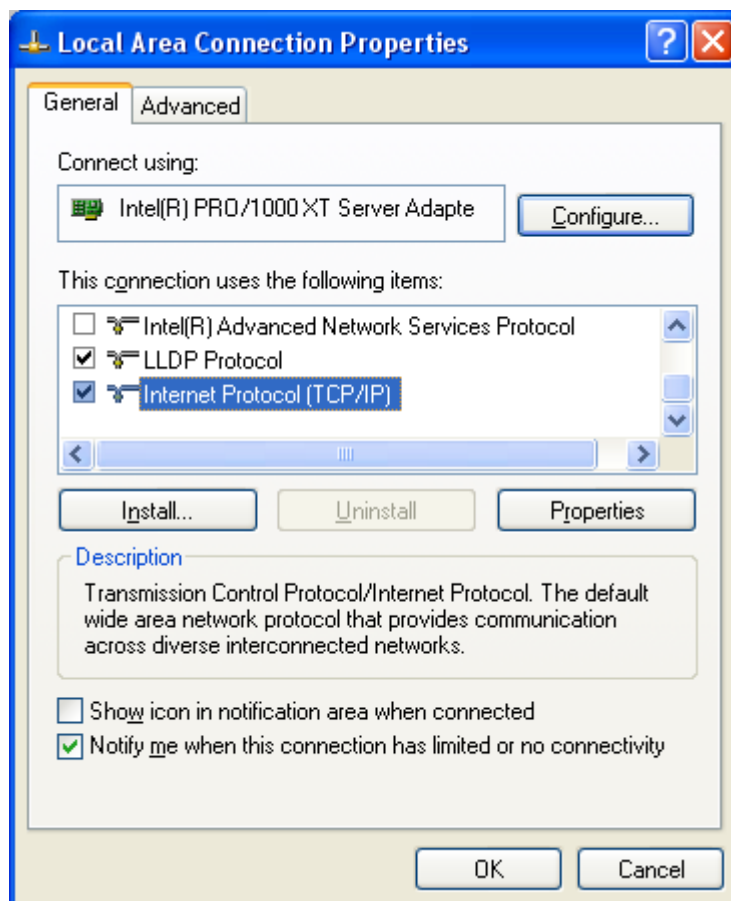 Local Area Connection Properties
General
Advanced
Connect using:
Intel(R) PRO/1000 XT Server Adapte
Configure...
This connection uses the following items:
Intel(R) Advanced Network Services Protocol
LLDP Protocol
Internet Protocol (TCP/IP)
Install...
Uninstall
Properties
Description
Transmission Control Protocol/Internet Protocol. The default
wide area network protocol that provides communication
across diverse interconnected networks.
Show icon in notification area when connected
Notify me when this connection has limited or no connectivity
OK
Cancel